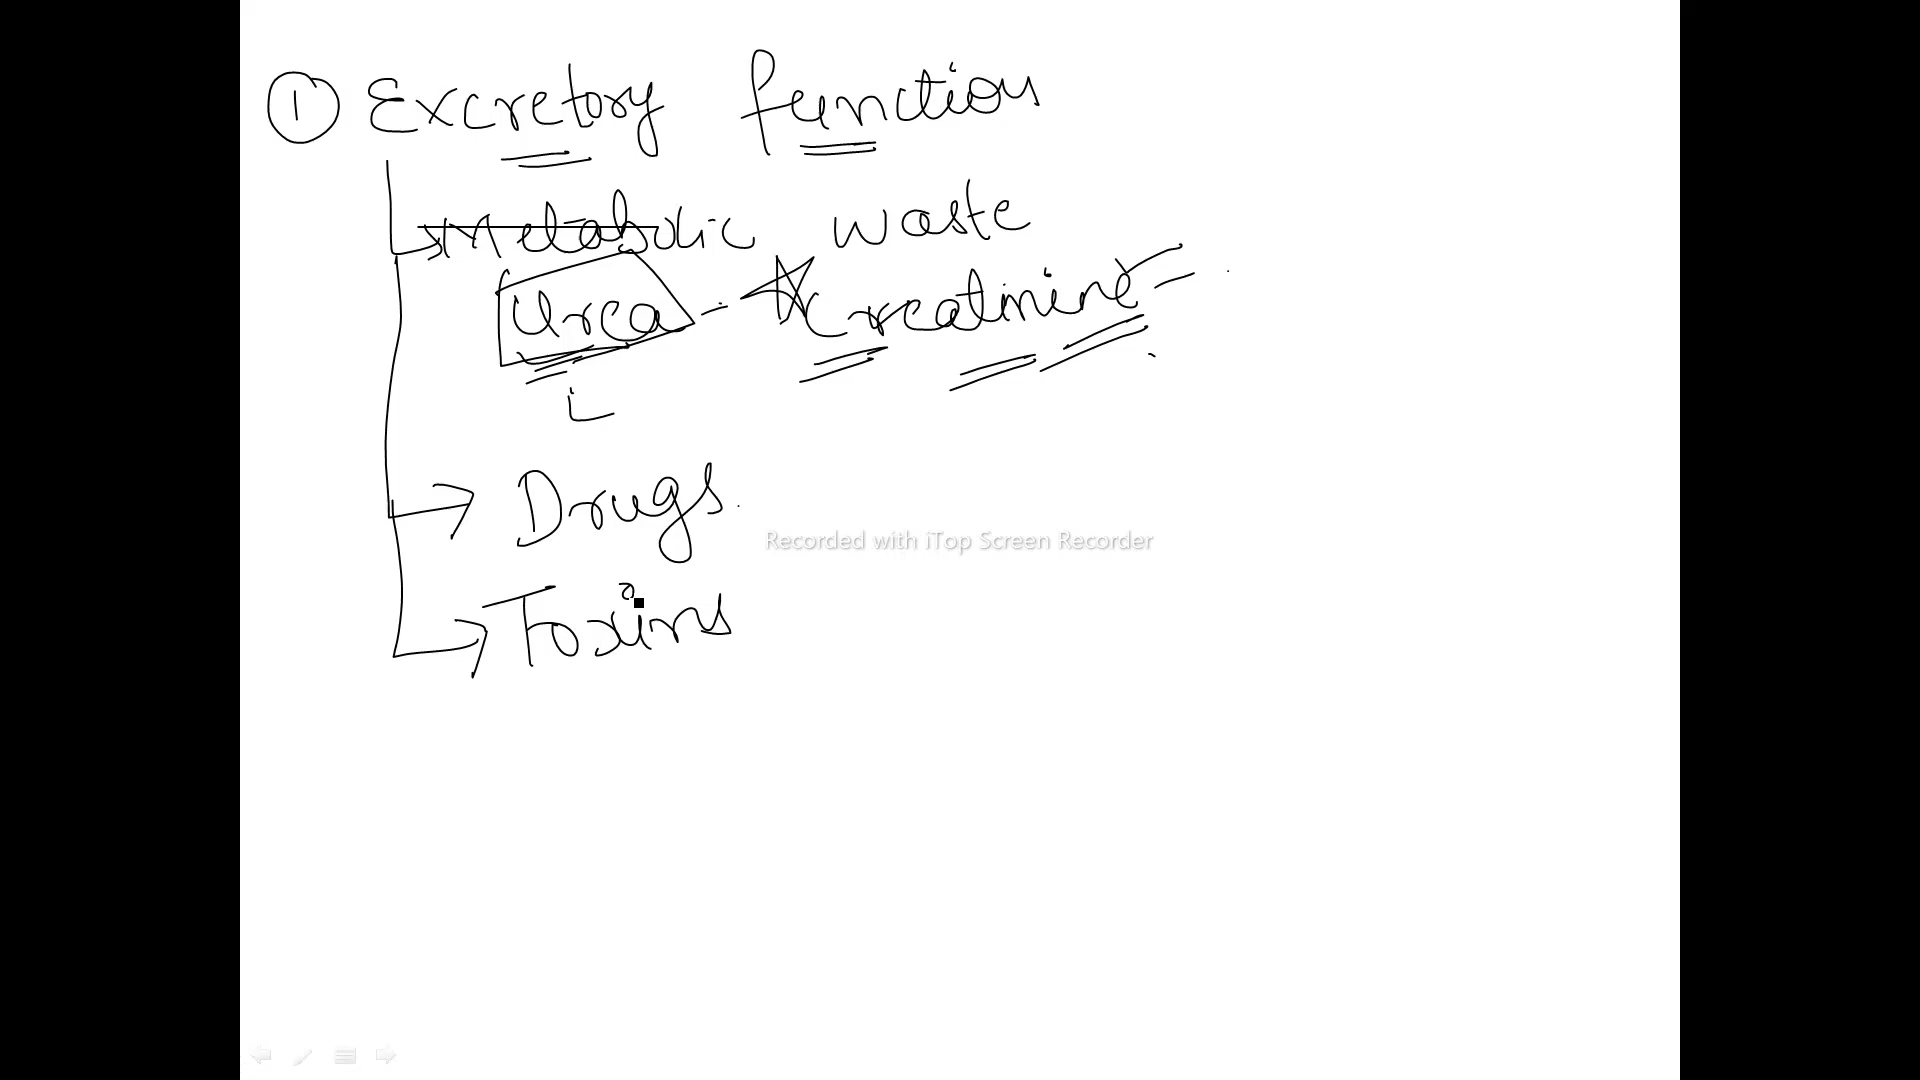 ① Excretory function
Metabolic waste
Urea - Creatinine
Drugs
Recorded with iTop Screen Recorder
Toxins